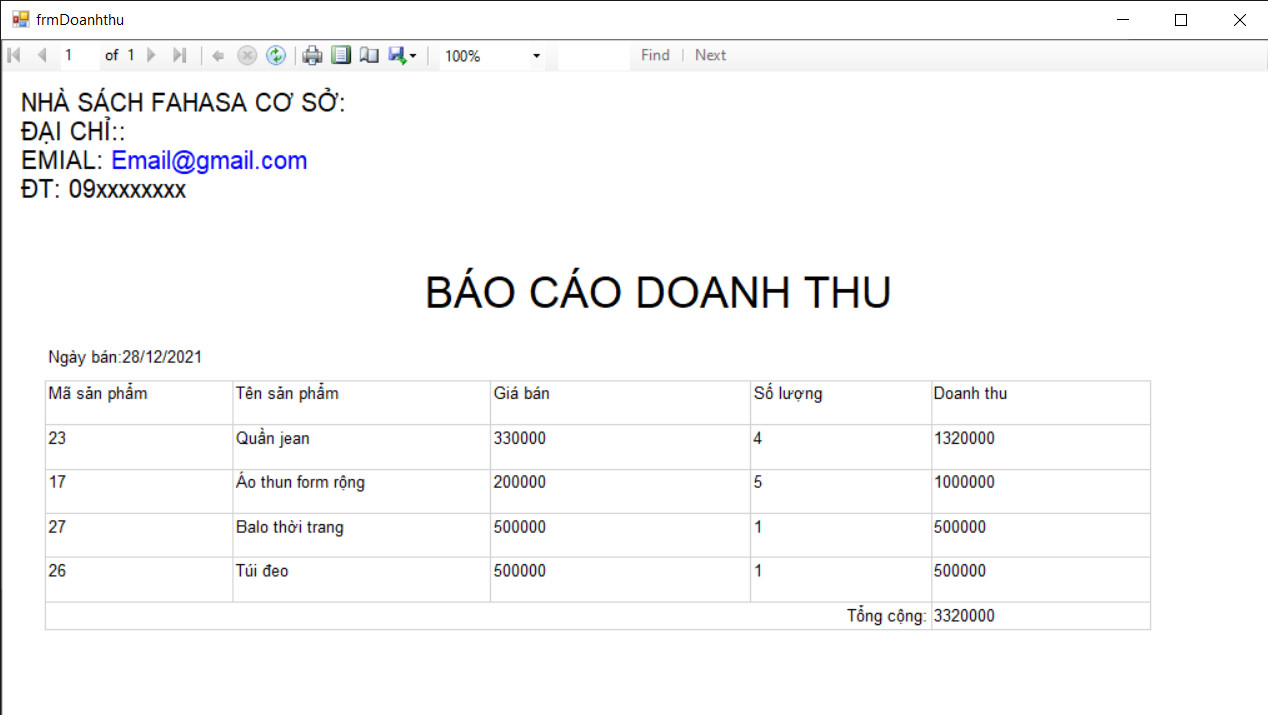 frmDoanhthu
1 of 1 100% Find Next
NHÀ SÁCH FAHASA CƠ SỞ:
ĐẠI CHỈ::
EMIAL: Email@gmail.com
ĐT: 09xxxxxxxx
BÁO CÁO DOANH THU
Ngày bán:28/12/2021
Mã sản phẩm Tên sản phẩm Giá bán Số lượng Doanh thu
23 Quần jean 330000 4 1320000
17 Áo thun form rộng 200000 5 1000000
27 Balo thời trang 500000 1 500000
26 Túi đeo 500000 1 500000
Tổng cộng: 3320000